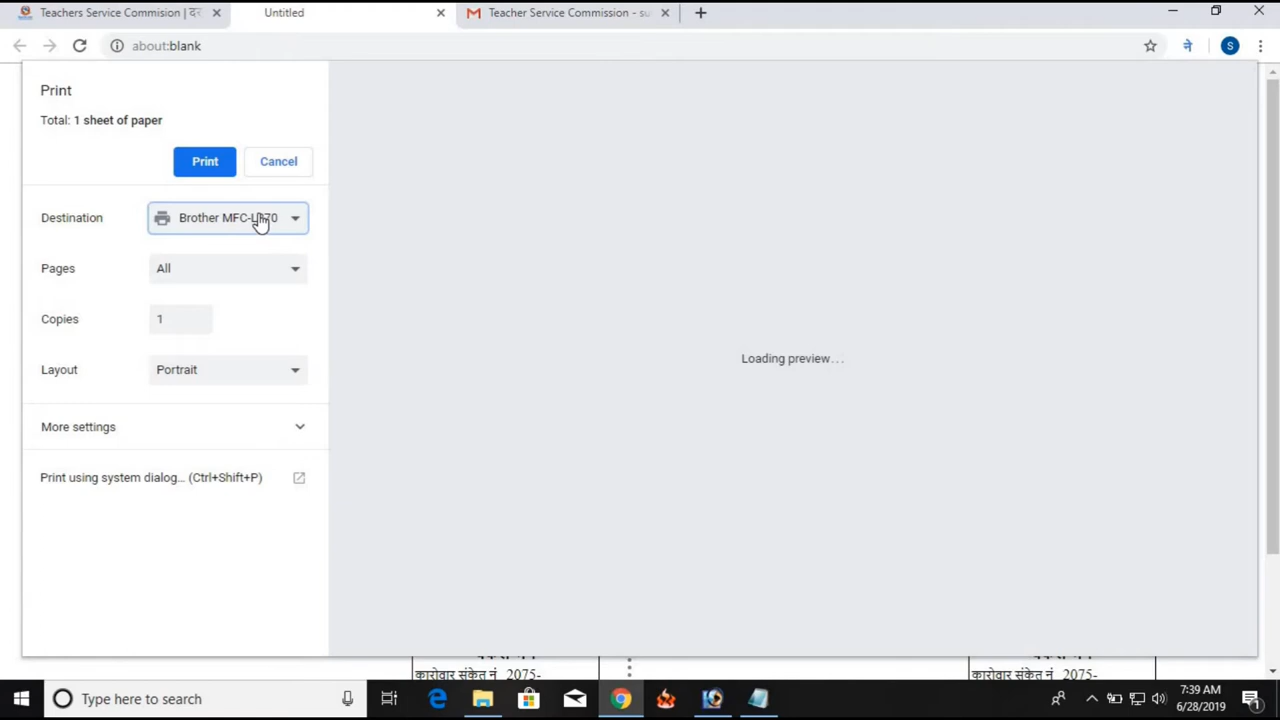 Teachers Service Commision |
Untitled
Teacher Service Commission - su
about:blank
ने
S
Print
Total: 1 sheet of paper
Print
Cancel
Destination
Brother MFC-
Pages
All
Copies
1
Layout
Portrait
More settings
Print using system dialog... (Ctrl+Shift+P)
Loading preview...
कारोवार संकेत नं 2075-
कारोवार संकेत नं 2075-
Type here to search
7:39 AM
6/28/2019
1